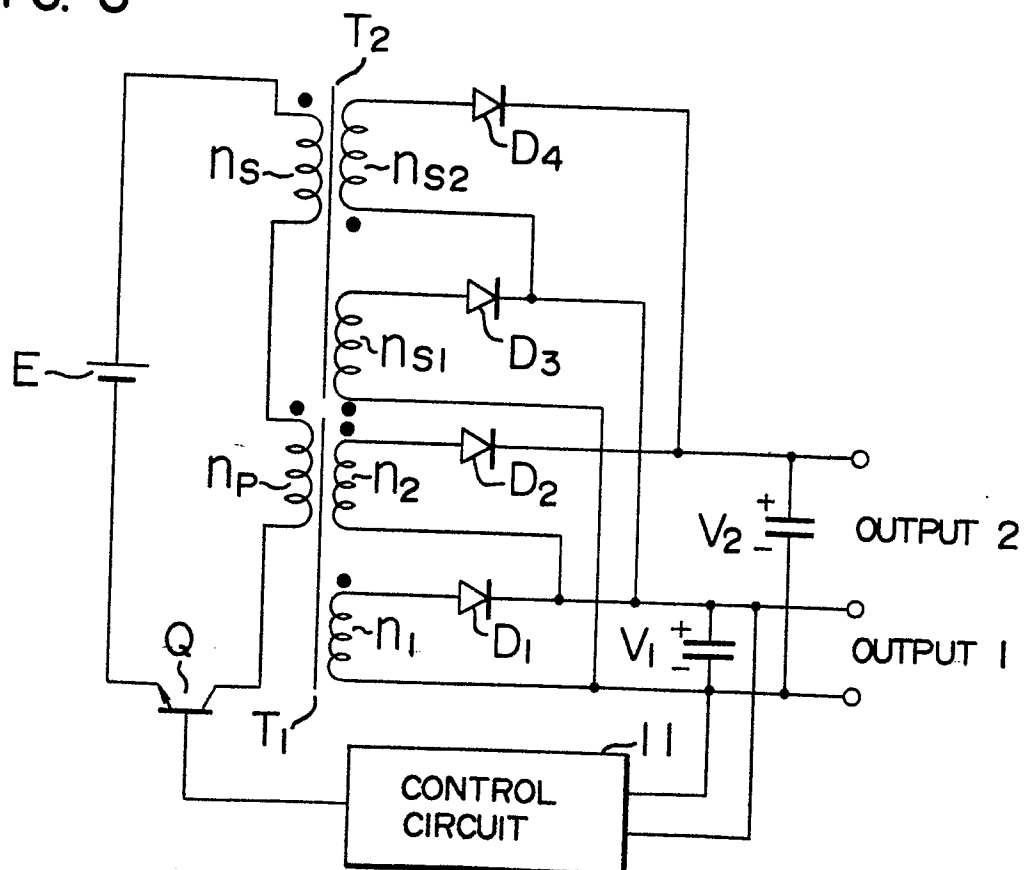 T2
D4
nS
nS2
D3
nS1
E
nP
n2
D2
V2
+
-
OUTPUT 2
n1
D1
V1
+
-
OUTPUT 1
Q
T1
11
CONTROL
CIRCUIT